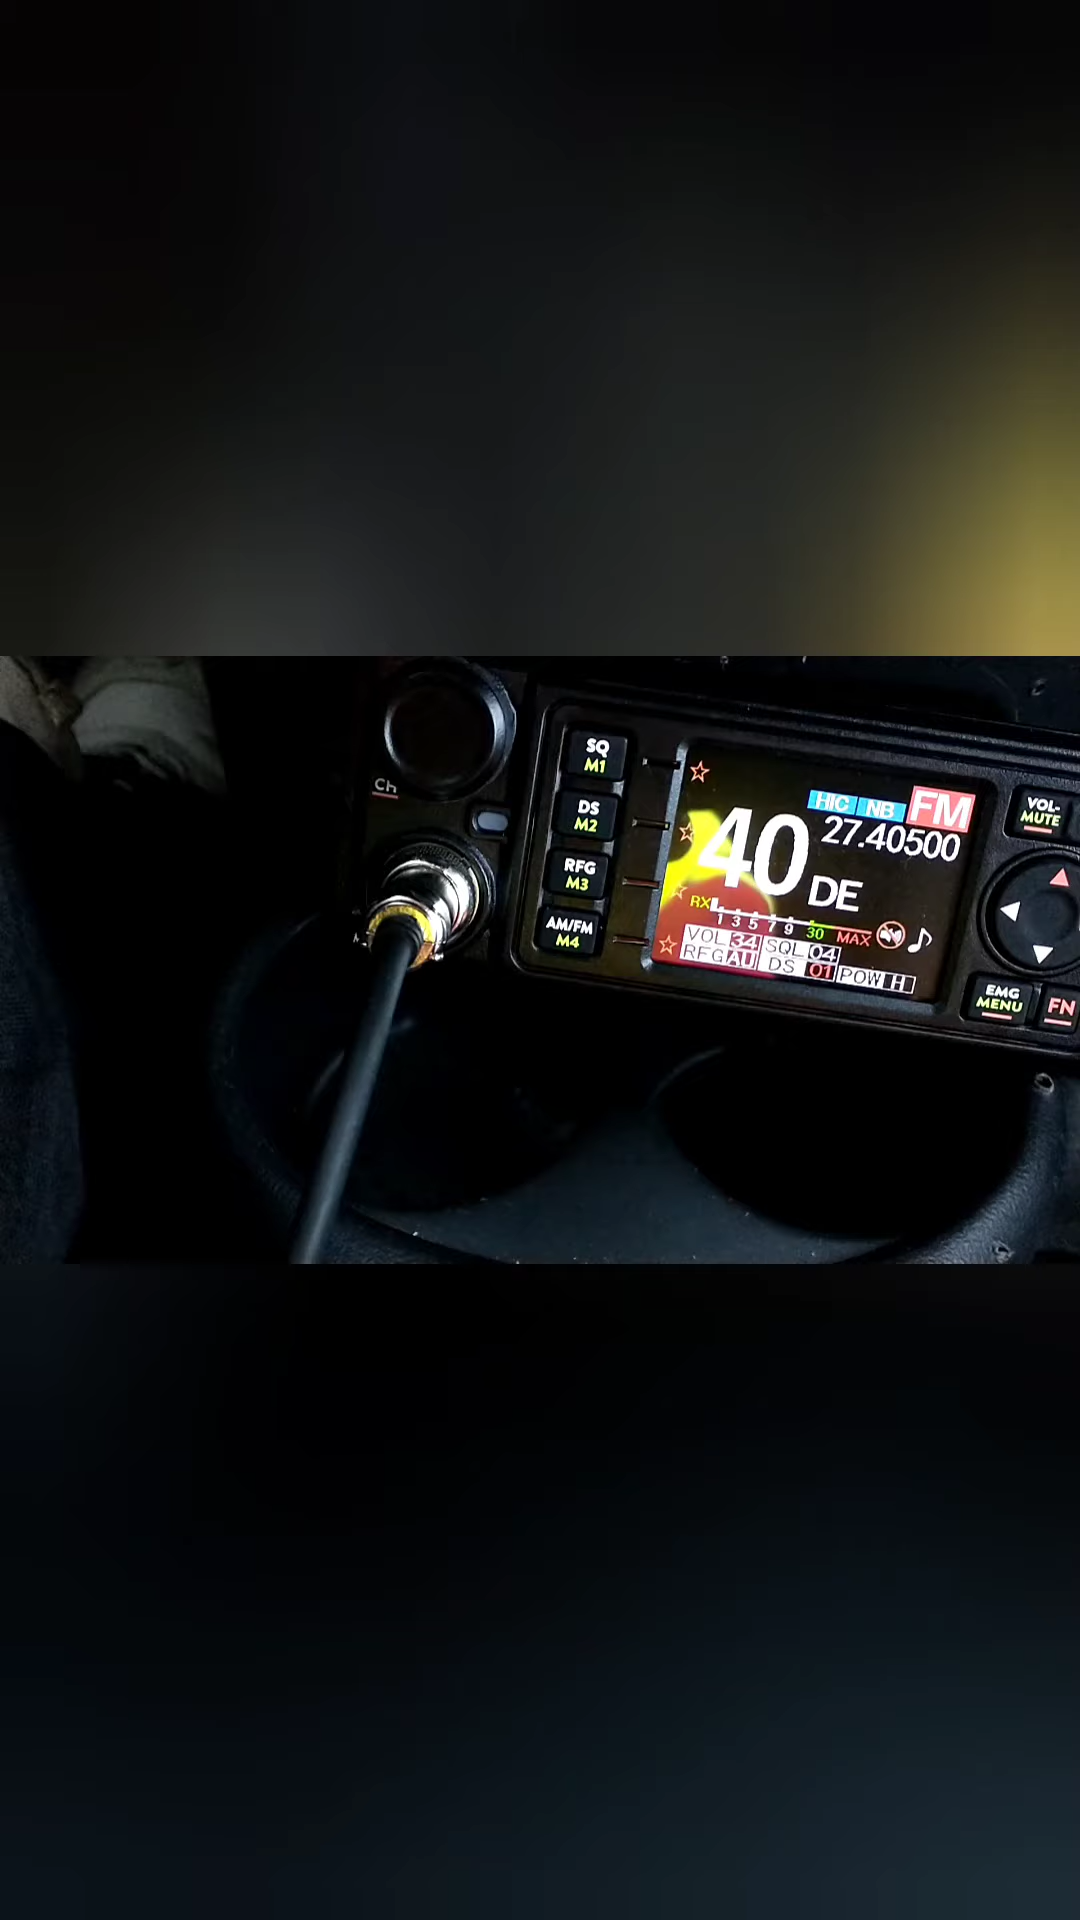 Ch
SQ
M1
DS
M2
RFG
M3
AM/FM
M4
HIC NB FM
27.40500
40 DE
RX
1 3 5 7 9 30 MAX
VOL 34 SQL 04
RFG AU DS 01 POW H
VOL-
MUTE
EMG
MENU
FN